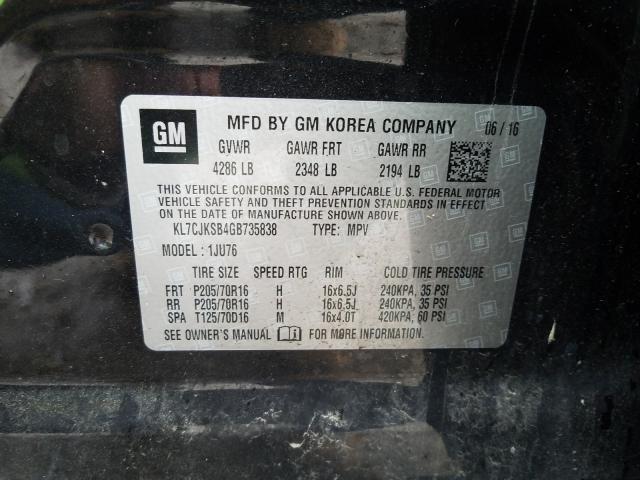 GM MFD BY GM KOREA COMPANY 06 / 16
GVWR GAWR FRT GAWR RR
4286 LB 2348 LB 2194 LB
THIS VEHICLE CONFORMS TO ALL APPLICABLE U.S. FEDERAL MOTOR
VEHICLE SAFETY AND THEFT PREVENTION STANDARDS IN EFFECT
ON THE DATE OF MANUFACTURE SHOWN ABOVE.
KL7CJKSB4GB735838 TYPE: MPV
MODEL : 1JU76
TIRE SIZE SPEED RTG RIM COLD TIRE PRESSURE
FRT P205/70R16 H 16x6.5J 240KPA, 35 PSI
RR P205/70R16 H 16x6.5J 240KPA, 35 PSI
SPA T125/70D16 M 16x4.0T 420KPA, 60 PSI
SEE OWNER'S MANUAL FOR MORE INFORMATION